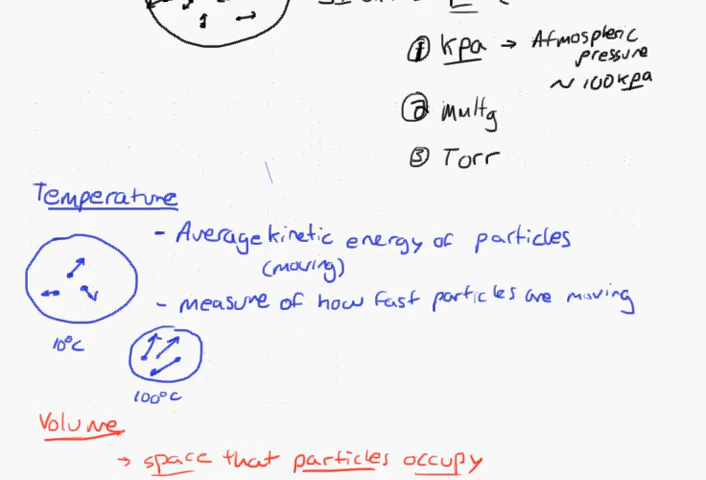 ① kpa → Atmospheric
pressure
~ 100kpa
② mmHg
③ Torr
Temperature
- Average kinetic energy of particles
(moving)
- measure of how fast particles are moving
10°C
100°C
Volume
→ space that particles occupy